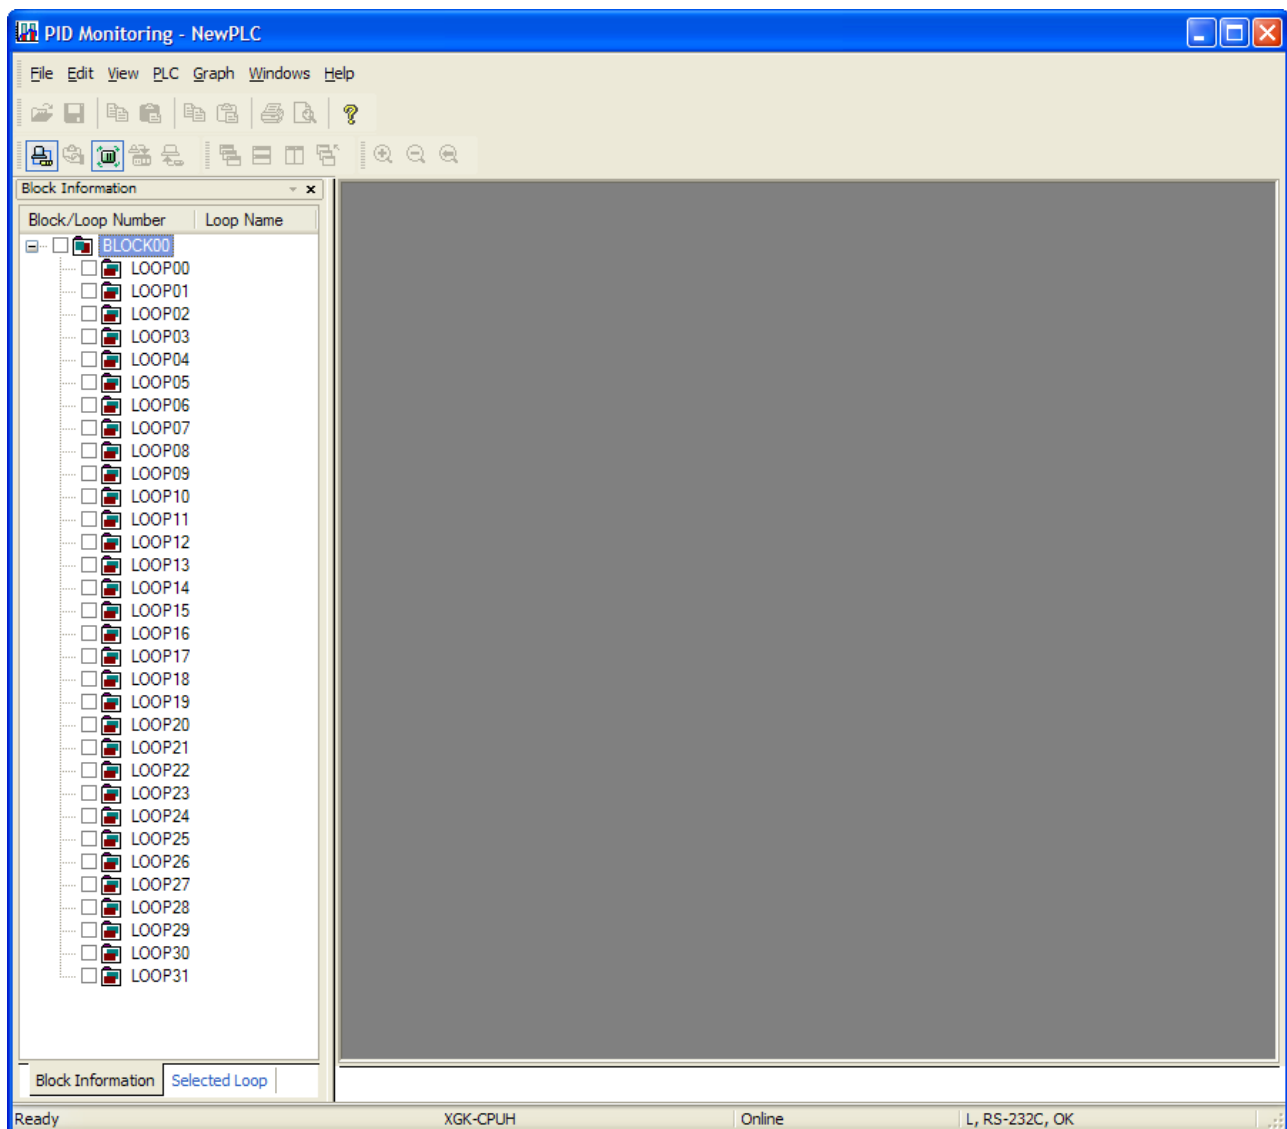 PID Monitoring - NewPLC
File Edit View PLC Graph Windows Help
Block Information
Block/Loop Number Loop Name
BLOCK00
LOOP00
LOOP01
LOOP02
LOOP03
LOOP04
LOOP05
LOOP06
LOOP07
LOOP08
LOOP09
LOOP10
LOOP11
LOOP12
LOOP13
LOOP14
LOOP15
LOOP16
LOOP17
LOOP18
LOOP19
LOOP20
LOOP21
LOOP22
LOOP23
LOOP24
LOOP25
LOOP26
LOOP27
LOOP28
LOOP29
LOOP30
LOOP31
Block Information Selected Loop
Ready XGK-CPUH Online L, RS-232C, OK